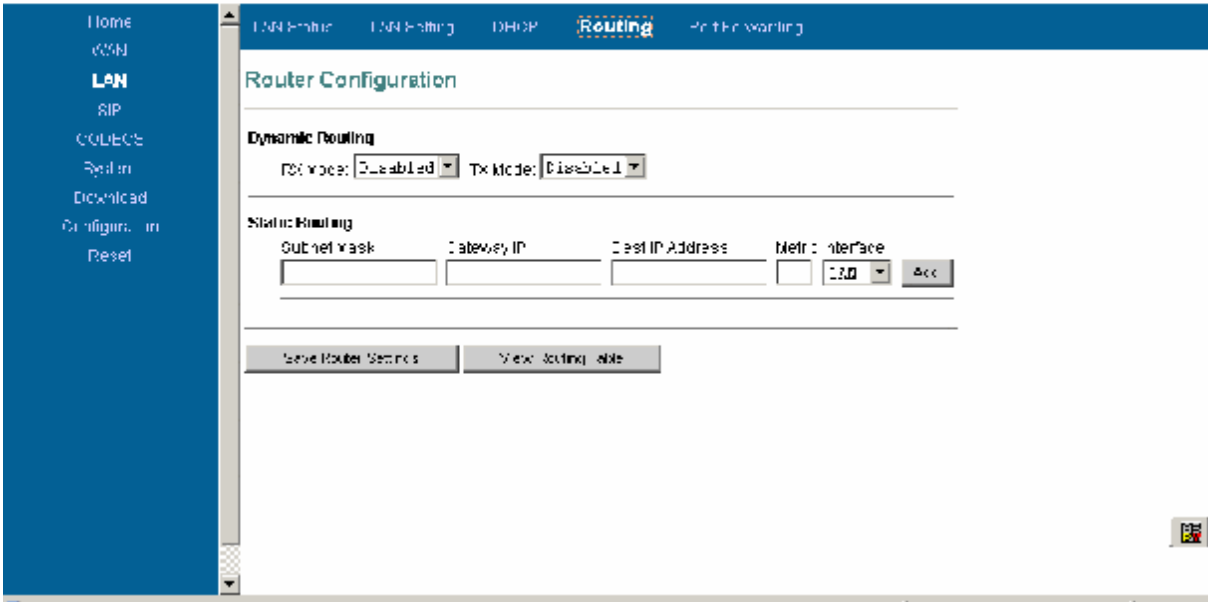 Home
WAN
LAN
SIP
CODECS
System
Download
Configuration
Reset
LAN Status LAN Setting DHCP Routing Port Forwarding
Router Configuration
Dynamic Routing
RX Mode: Disabled TX Mode: Disabled
Static Routing
Subnet Mask Gateway IP Dest IP Address Metric Interface
LAN Add
Save Router Settings View Routing Table